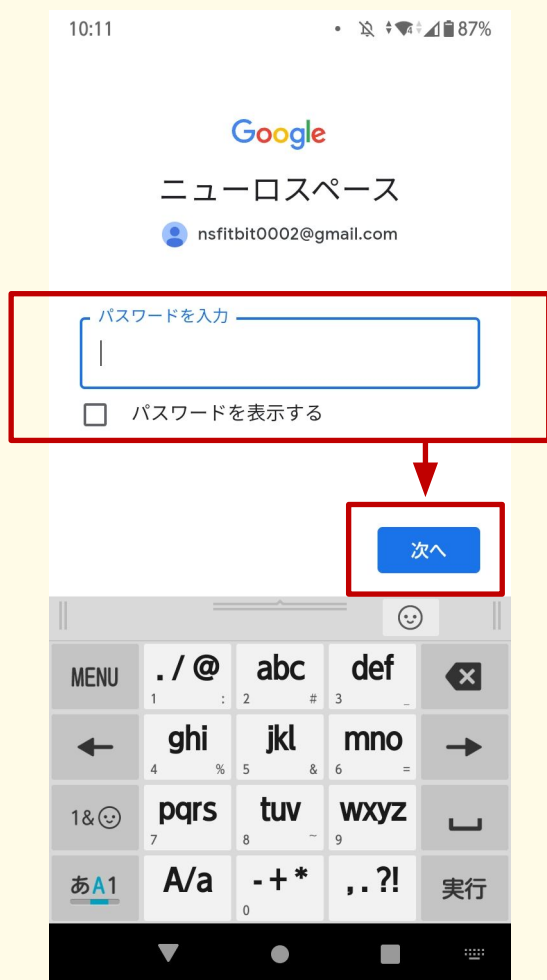 10:11 87%
Google
ニューロスペース
nsfitbit0002@gmail.com
パスワードを入力
パスワードを表示する
次へ
MENU ./@ abc def
1 : 2 # 3 _
ghi jkl mno
4 % 5 & 6 =
1& pqrs tuv wxyz
7 8 ~ 9
あA1 A/a -+* ,.?! 実行
0